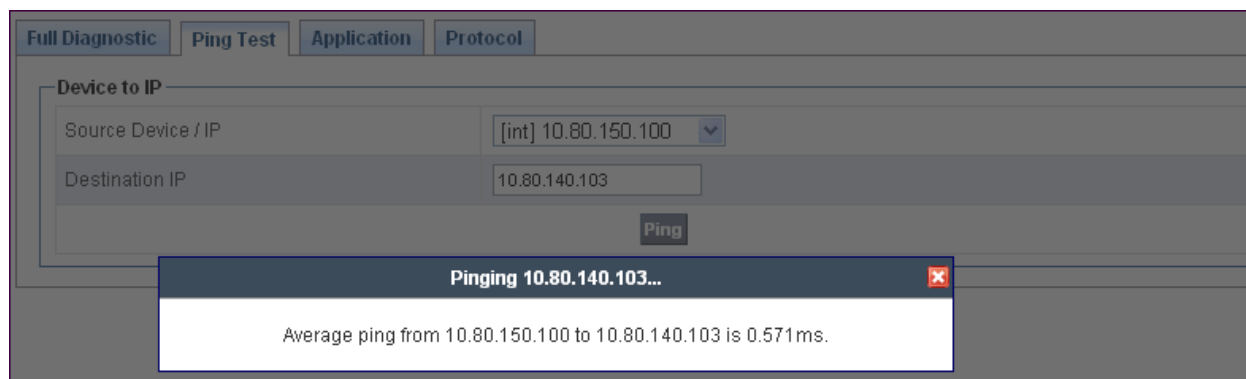 Full Diagnostic Ping Test Application Protocol
Device to IP
Source Device / IP [int] 10.80.150.100
Destination IP 10.80.140.103
Ping
Pinging 10.80.140.103...
Average ping from 10.80.150.100 to 10.80.140.103 is 0.571ms.